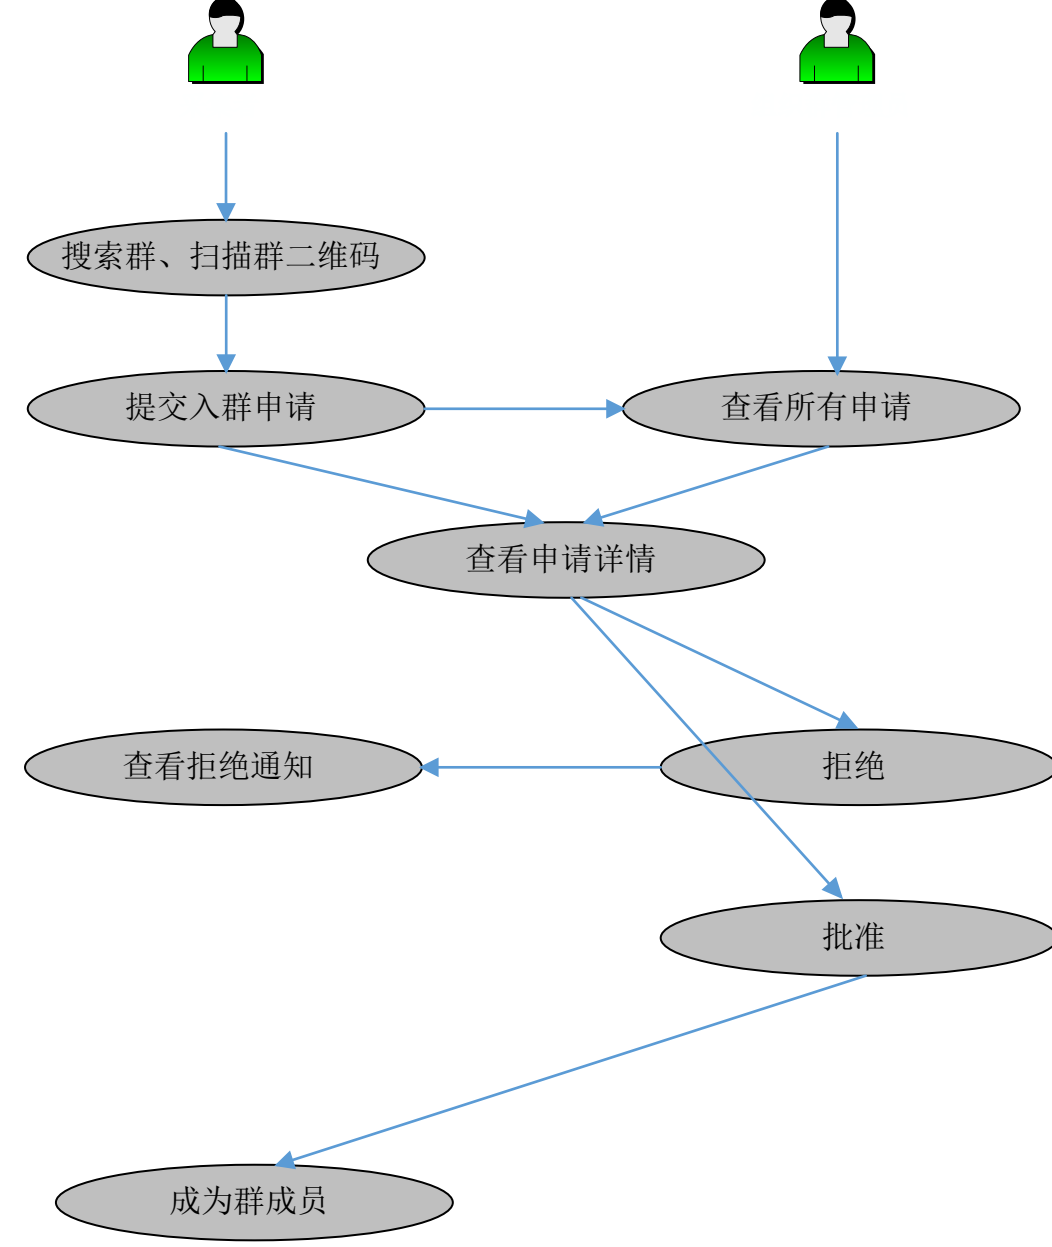 搜索群、扫描群二维码
提交入群申请
查看所有申请
查看申请详情
查看拒绝通知
拒绝
批准
成为群成员